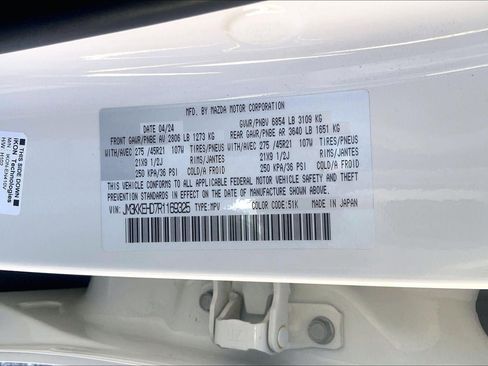 MFD. BY MAZDA MOTOR CORPORATION
DATE 04/24 GVWR/PNBV 6854 LB 3109 KG
FRONT GAWR/PNBE AV 2806 LB 1273 KG REAR GAWR/PNBE AR 3640 LB 1651 KG
WITH/AVEC 275 /45R21 107W TIRES/PNEUS WITH/AVEC 275 /45R21 107W TIRES/PNEUS
21X9 1/2J RIMS/JANTES 21X9 1/2J RIMS/JANTES
250 KPA/36 PSI COLD/A FROID 250 KPA/36 PSI COLD/A FROID
THIS VEHICLE CONFORMS TO ALL APPLICABLE FEDERAL MOTOR VEHICLE SAFETY AND
THEFT PREVENTION STANDARDS IN EFFECT ON THE DATE OF MANUFACTURE SHOWN ABOVE.
VIN: JM3KKEHD7R1169325 TYPE: MPV COLOR CODE: 51K MADE IN JAPAN
THIS SIDE DOWN
IKON Technologies